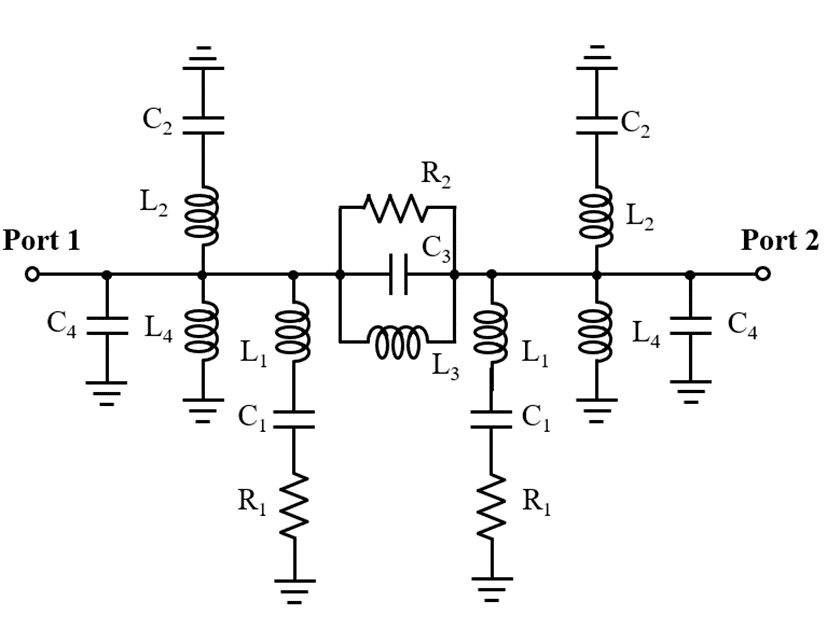 C₂
C₂
R₂
L₂
L₂
Port 1
C₃
Port 2
C₄
L₄
L₁
L₃
L₁
L₄
C₄
C₁
C₁
R₁
R₁